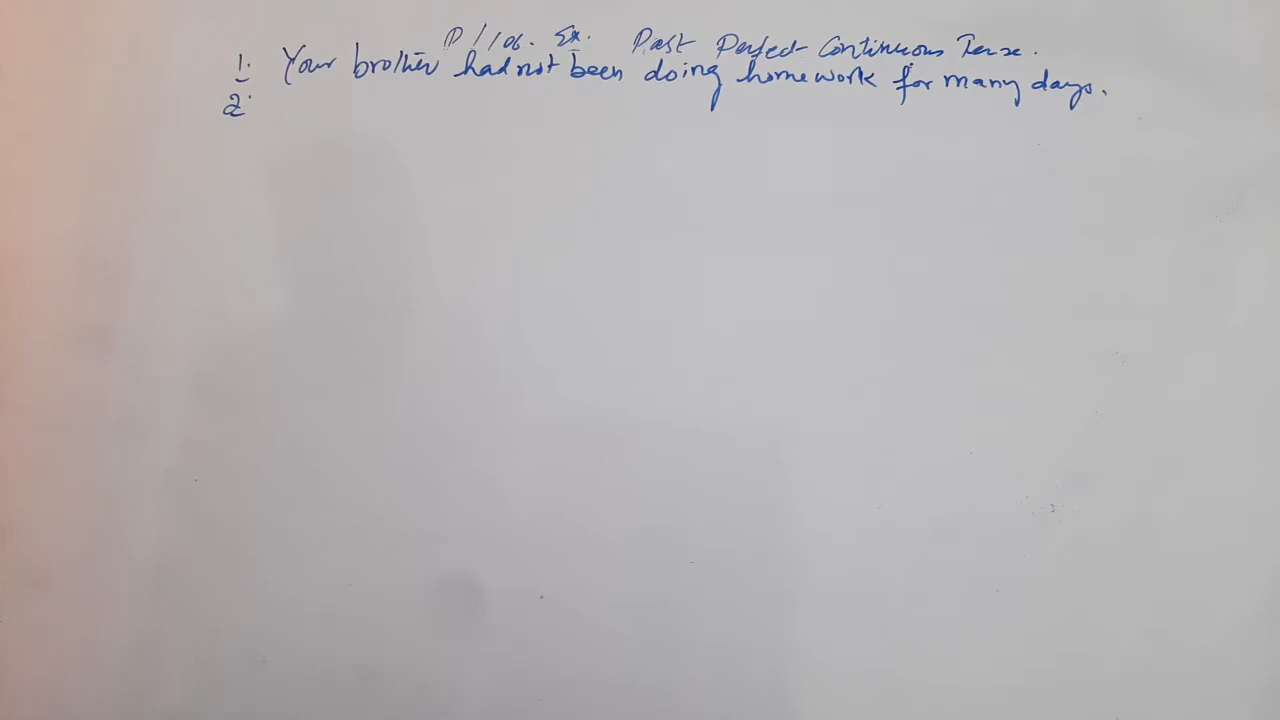 P/106. Ex. Past Perfect Continuous Tense.
1. Your brother had not been doing homework for many days.
2.